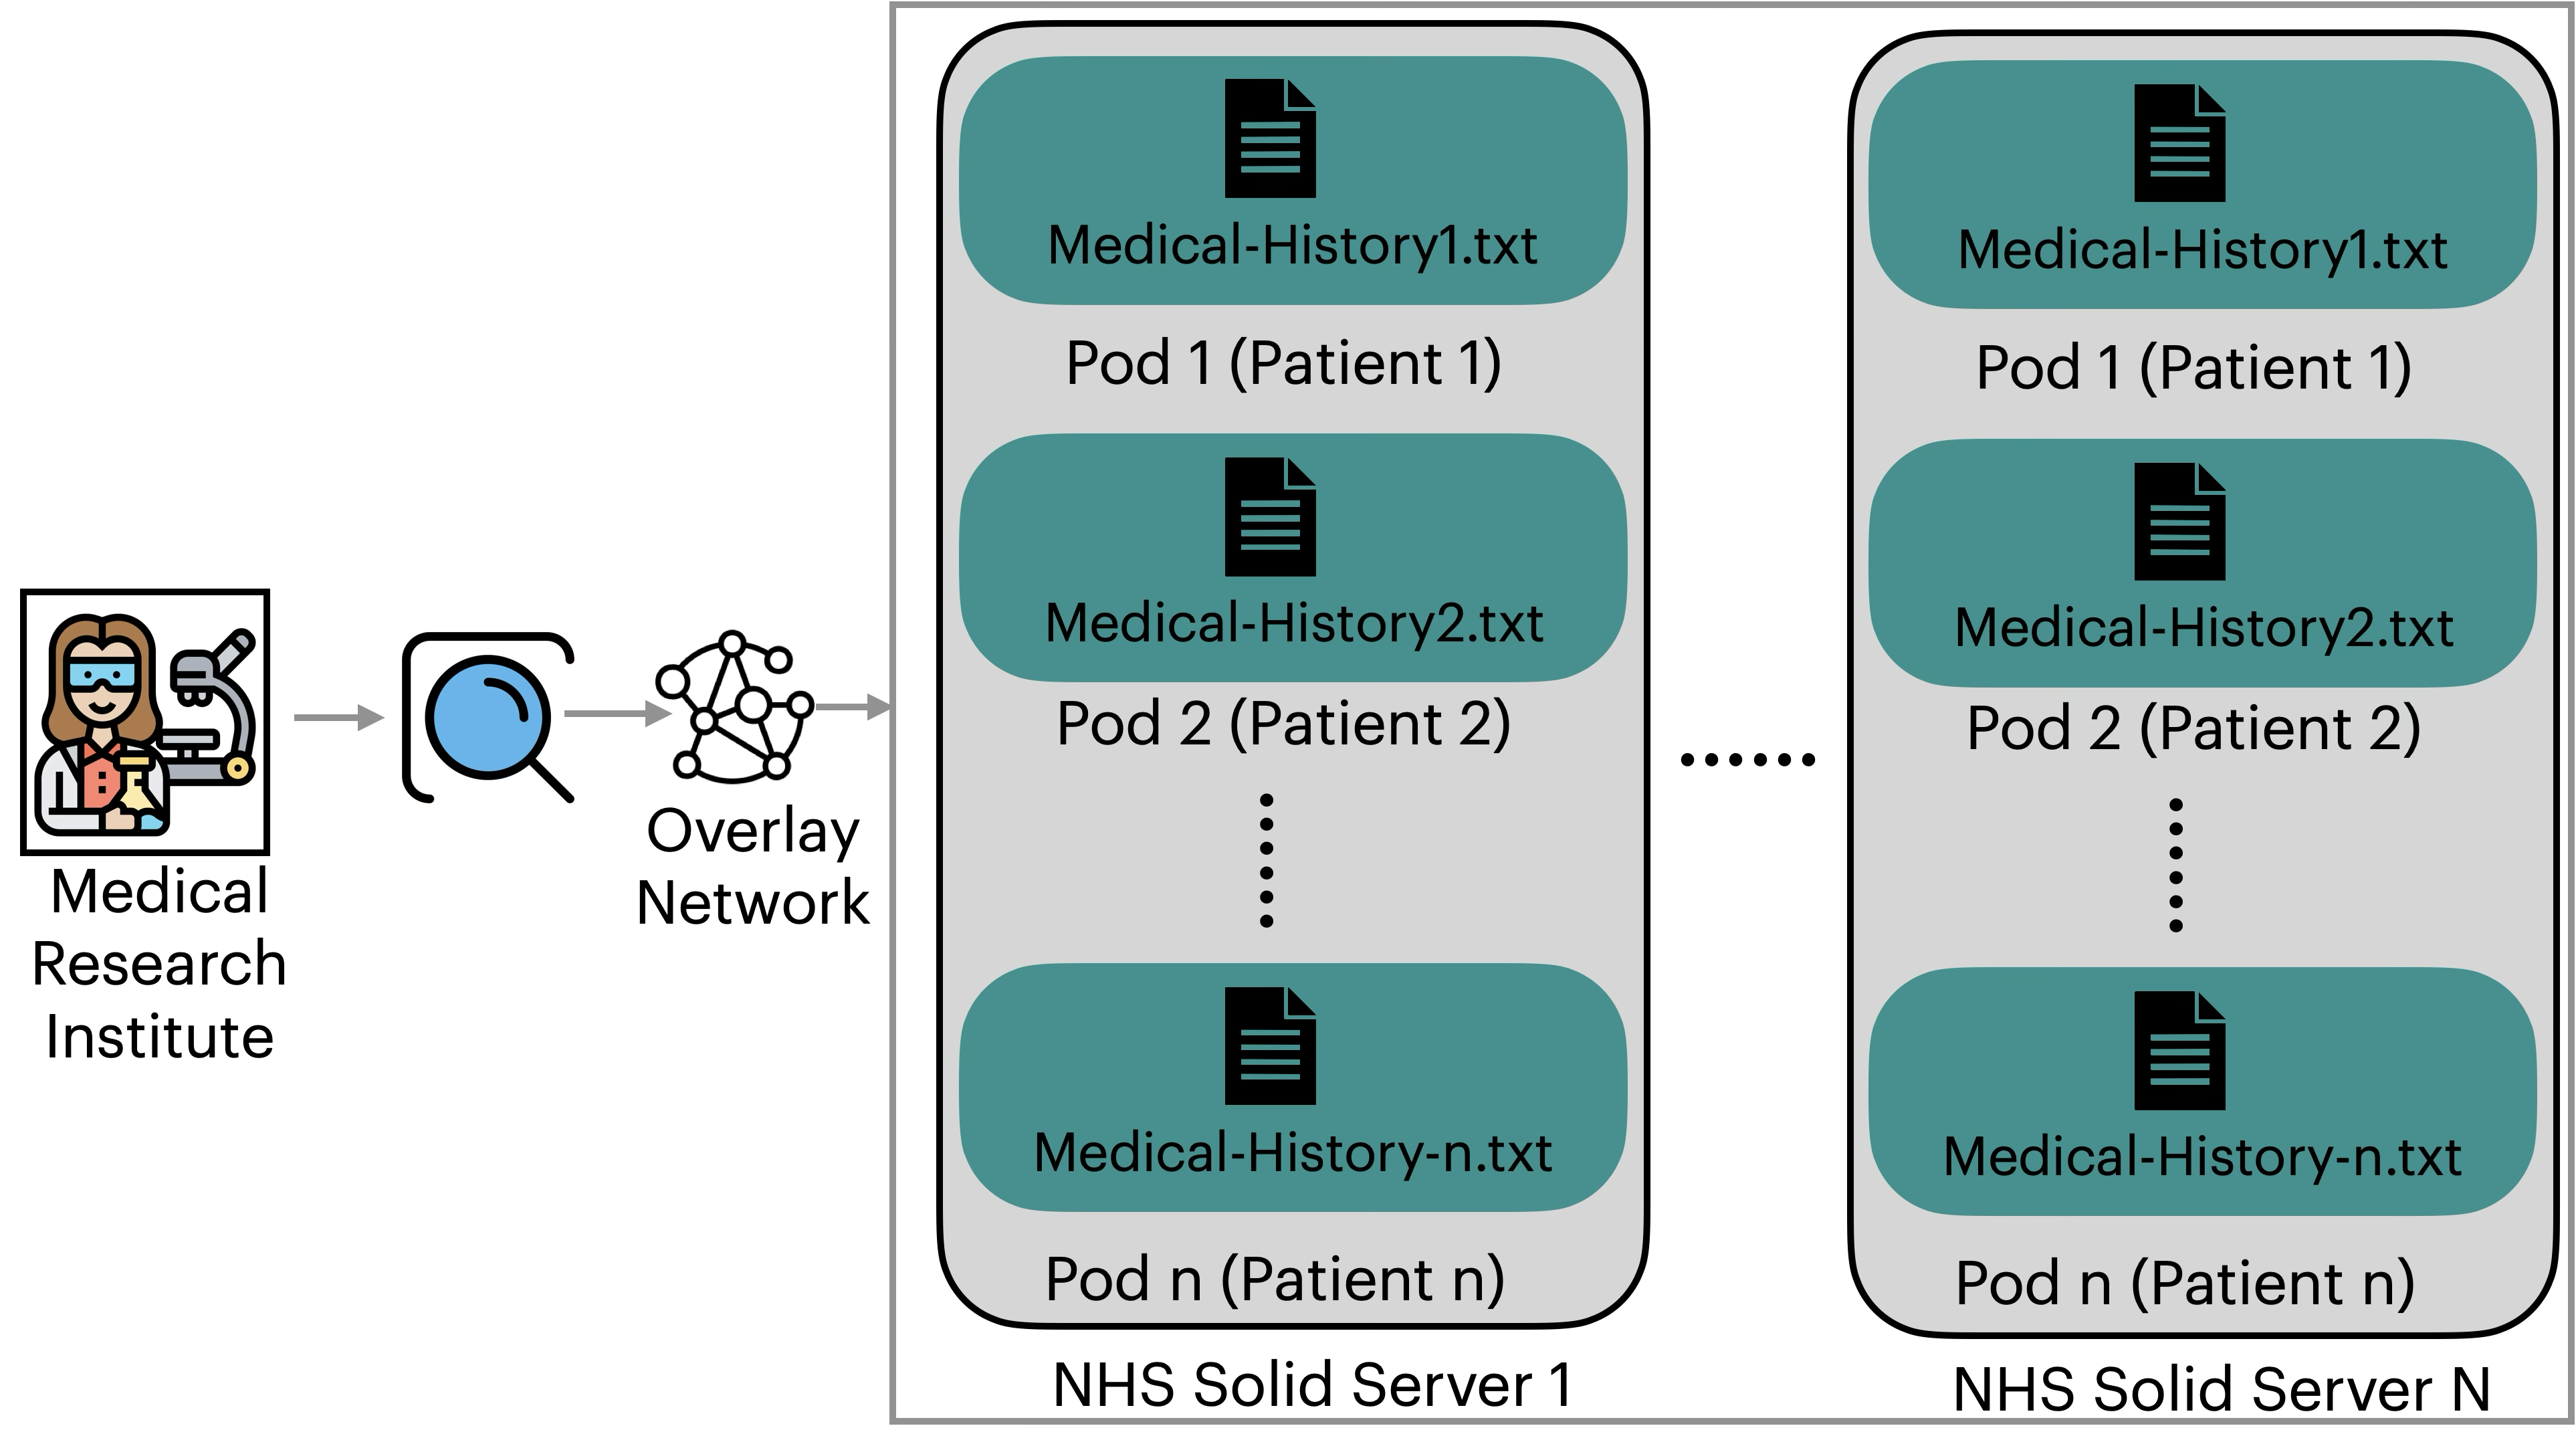 Medical
Research
Institute
Overlay
Network
Medical-History1.txt
Pod 1 (Patient 1)
Medical-History2.txt
Pod 2 (Patient 2)
Medical-History-n.txt
Pod n (Patient n)
NHS Solid Server 1
Medical-History1.txt
Pod 1 (Patient 1)
Medical-History2.txt
Pod 2 (Patient 2)
Medical-History-n.txt
Pod n (Patient n)
NHS Solid Server N